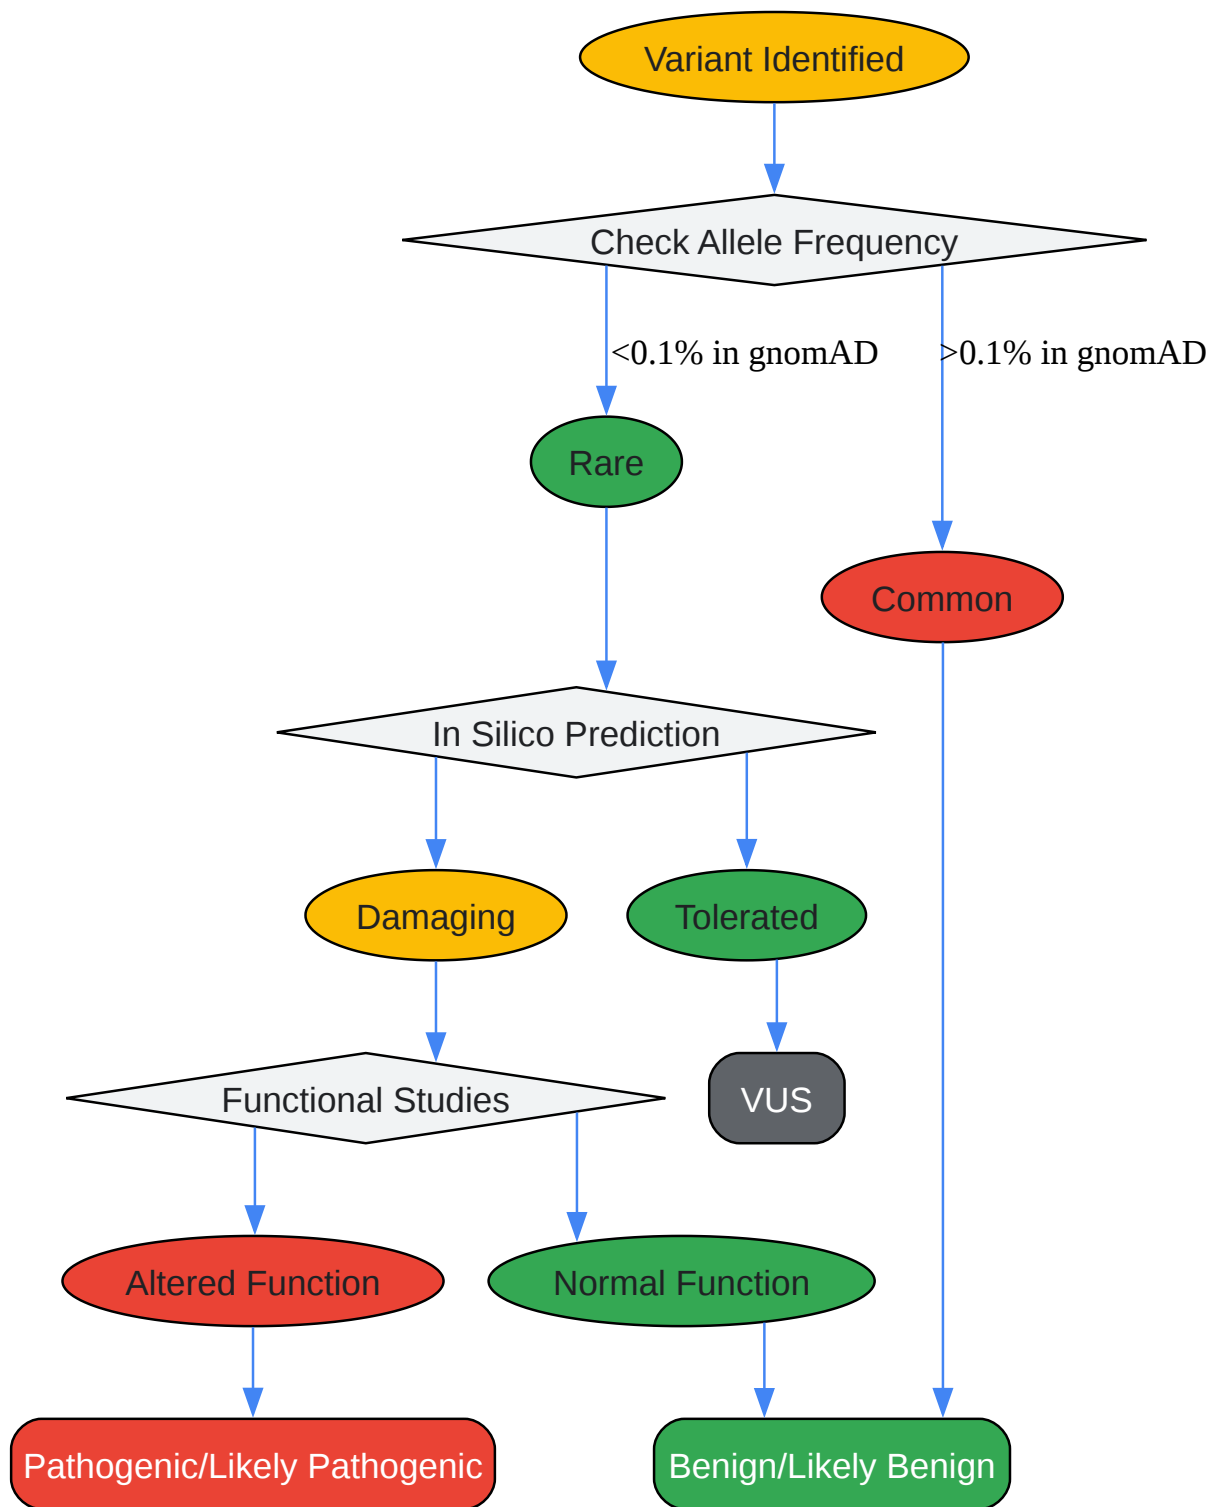 Variant Identified
Check Allele Frequency
<0.1% in gnomAD
>0.1% in gnomAD
Rare
Common
In Silico Prediction
Damaging
Tolerated
Functional Studies
VUS
Altered Function
Normal Function
Pathogenic/Likely Pathogenic
Benign/Likely Benign